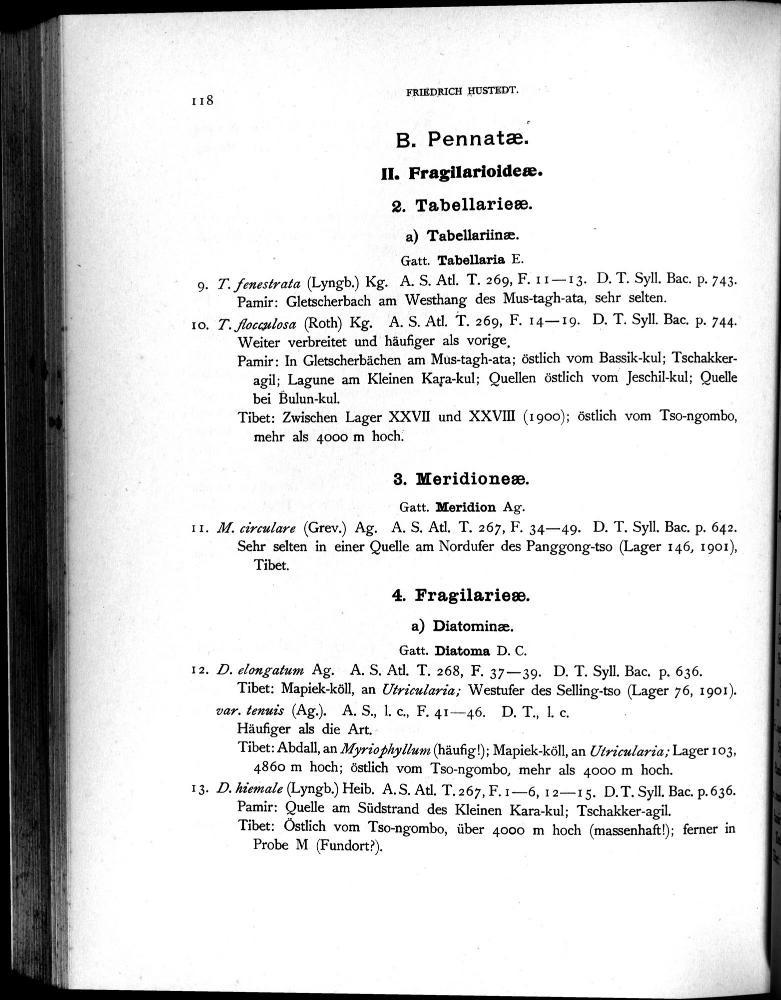 118
FRIEDRICH HUSTEDT.
B. Pennatæ.
II. Fragilarioideæ.
2. Tabellarieæ.
a) Tabellariinæ.
Gatt. Tabellaria E.
9. T. fenestrata (Lyngb.) Kg. A. S. Atl. T. 269, F. 11—13. D. T. Syll. Bac. p. 743.
Pamir: Gletscherbach am Westhang des Mus-tagh-ata, sehr selten.
10. T. flocculosa (Roth) Kg. A. S. Atl. T. 269, F. 14—19. D. T. Syll. Bac. p. 744.
Weiter verbreitet und häufiger als vorige.
Pamir: In Gletscherbächen am Mus-tagh-ata; östlich vom Bassik-kul; Tschakker-
agil; Lagune am Kleinen Kara-kul; Quellen östlich vom Jeschil-kul; Quelle
bei Bulun-kul.
Tibet: Zwischen Lager XXVII und XXVIII (1900); östlich vom Tso-ngombo,
mehr als 4000 m hoch.
3. Meridioneæ.
Gatt. Meridion Ag.
11. M. circulare (Grev.) Ag. A. S. Atl. T. 267, F. 34—49. D. T. Syll. Bac. p. 642.
Sehr selten in einer Quelle am Nordufer des Panggong-tso (Lager 146, 1901),
Tibet.
4. Fragilarieæ.
a) Diatominæ.
Gatt. Diatoma D. C.
12. D. elongatum Ag. A. S. Atl. T. 268, F. 37—39. D. T. Syll. Bac. p. 636.
Tibet: Mapiek-köll, an Utricularia; Westufer des Selling-tso (Lager 76, 1901).
var. tenuis (Ag.). A. S., l. c., F. 41—46. D. T., l. c.
Häufiger als die Art.
Tibet: Abdall, an Myriophyllum (häufig!); Mapiek-köll, an Utricularia; Lager 103,
4860 m hoch; östlich vom Tso-ngombo, mehr als 4000 m hoch.
13. D. hiemale (Lyngb.) Heib. A. S. Atl. T. 267, F. 1—6, 12—15. D. T. Syll. Bac. p. 636.
Pamir: Quelle am Südstrand des Kleinen Kara-kul; Tschakker-agil.
Tibet: Östlich vom Tso-ngombo, über 4000 m hoch (massenhaft!); ferner in
Probe M (Fundort?).